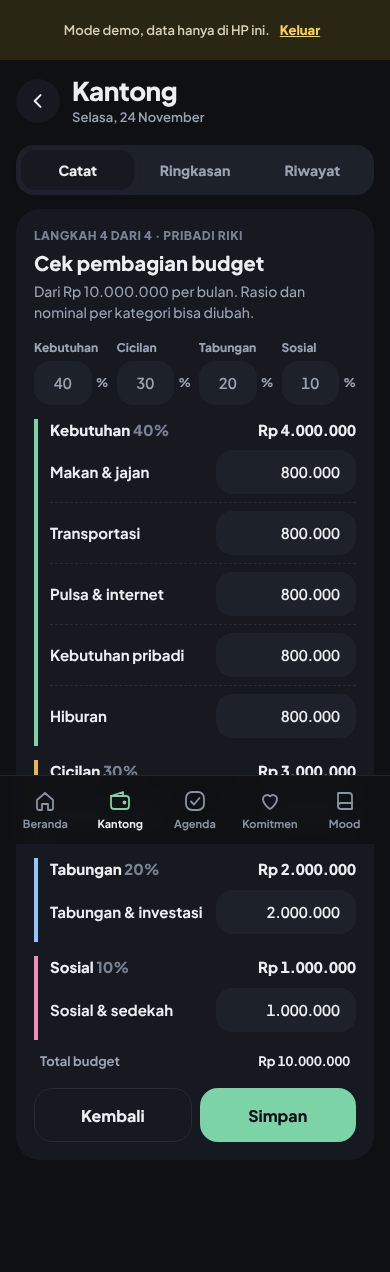 Mode demo, data hanya di HP ini. Keluar
Kantong
Selasa, 24 November
Catat Ringkasan Riwayat
LANGKAH 4 DARI 4 · PRIBADI RIKI
Cek pembagian budget
Dari Rp 10.000.000 per bulan. Rasio dan
nominal per kategori bisa diubah.
Kebutuhan Cicilan Tabungan Sosial
40 % 30 % 20 % 10 %
Kebutuhan 40% Rp 4.000.000
Makan & jajan 800.000
Transportasi 800.000
Pulsa & internet 800.000
Kebutuhan pribadi 800.000
Hiburan 800.000
Cicilan 30% Rp 3.000.000
Beranda Kantong Agenda Komitmen Mood
Tabungan 20% Rp 2.000.000
Tabungan & investasi 2.000.000
Sosial 10% Rp 1.000.000
Sosial & sedekah 1.000.000
Total budget Rp 10.000.000
Kembali Simpan